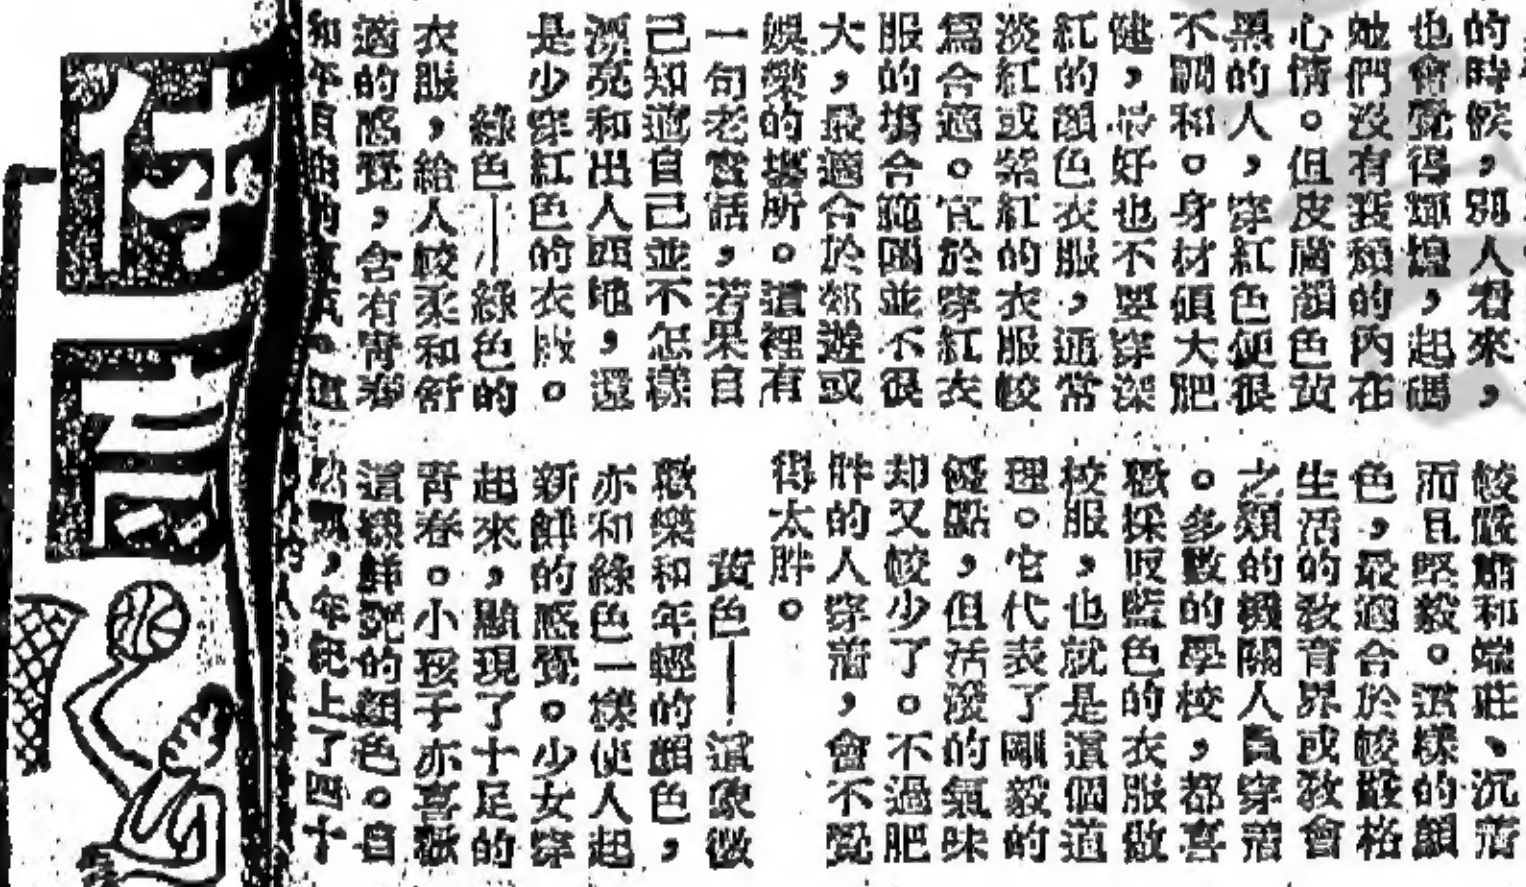 的時候，別人看來，
也會覺得輝煌，起碼
她們沒有我種的內在
心情。但皮膚顏色黃
黑的人，穿紅色便很
不調和。身材碩大肥
健，最好也不要穿深
紅的顏色衣服，通常
淡紅或紫紅的衣服較
為合適。宜於穿紅衣
服的場合範圍並不很
大，最適合於郊遊或
娛樂的場所。這裡有
一句老實話，若果自
己知道自己並不怎樣
漂亮和出人頭地，還
是少穿紅色的衣服。
綠色——綠色的
衣服，給人較柔和舒
適的感覺，含有青春
和年自由的 這
較嚴肅和端莊、沉着
而且堅毅。這樣的顏
色，最適合於較嚴格
生活的教育界或教會
之類的機關人員穿着
。多數的學校，都喜
歡採取藍色的衣服做
校服，也就是這個道
理。它代表了剛毅的
優點，但活潑的氣味
却又較少了。不過肥
胖的人穿着，會不覺
得太胖。
黃色——這象徵
歡樂和年輕的顏色，
亦和綠色一樣使人起
新鮮的感覺。少女穿
起來，顯現了十足的
青春。小孩子亦喜歡
這樣鮮艷的顏色。自
然，年紀上了四十